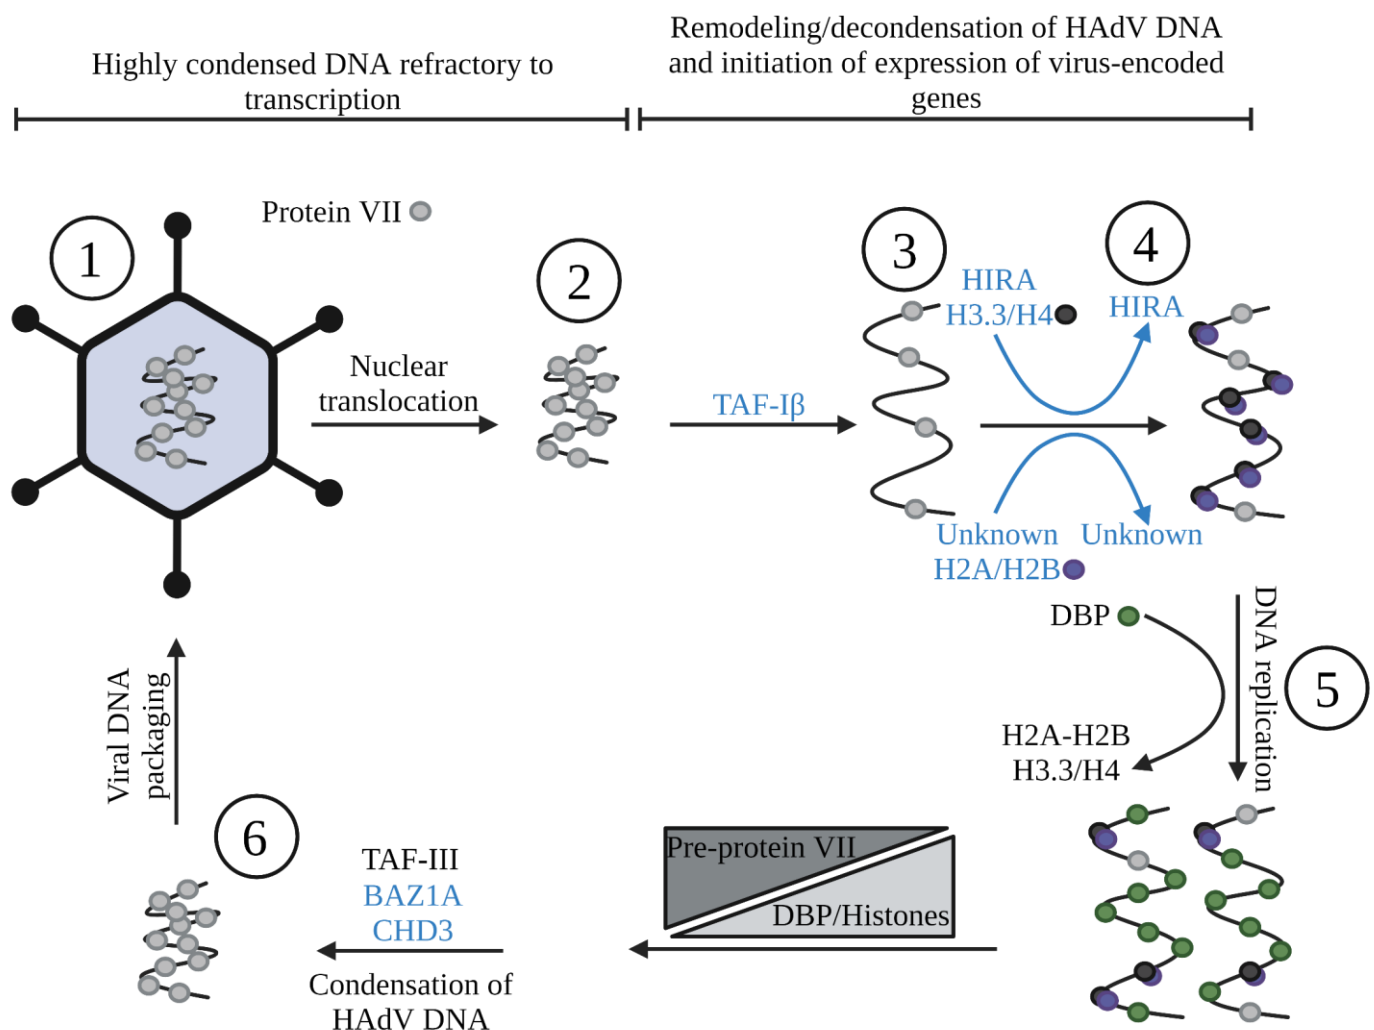 Highly condensed DNA refractory to
transcription
Remodeling/decondensation of HAdV DNA
and initiation of expression of virus-encoded
genes
1
Protein VII
Nuclear
translocation
2
TAF-Iβ
3
HIRA
H3.3/H4
4
HIRA
Unknown
H2A/H2B
Unknown
DBP
DNA replication
5
H2A-H2B
H3.3/H4
Pre-protein VII
DBP/Histones
TAF-III
BAZ1A
CHD3
Condensation of
HAdV DNA
6
Viral DNA
packaging